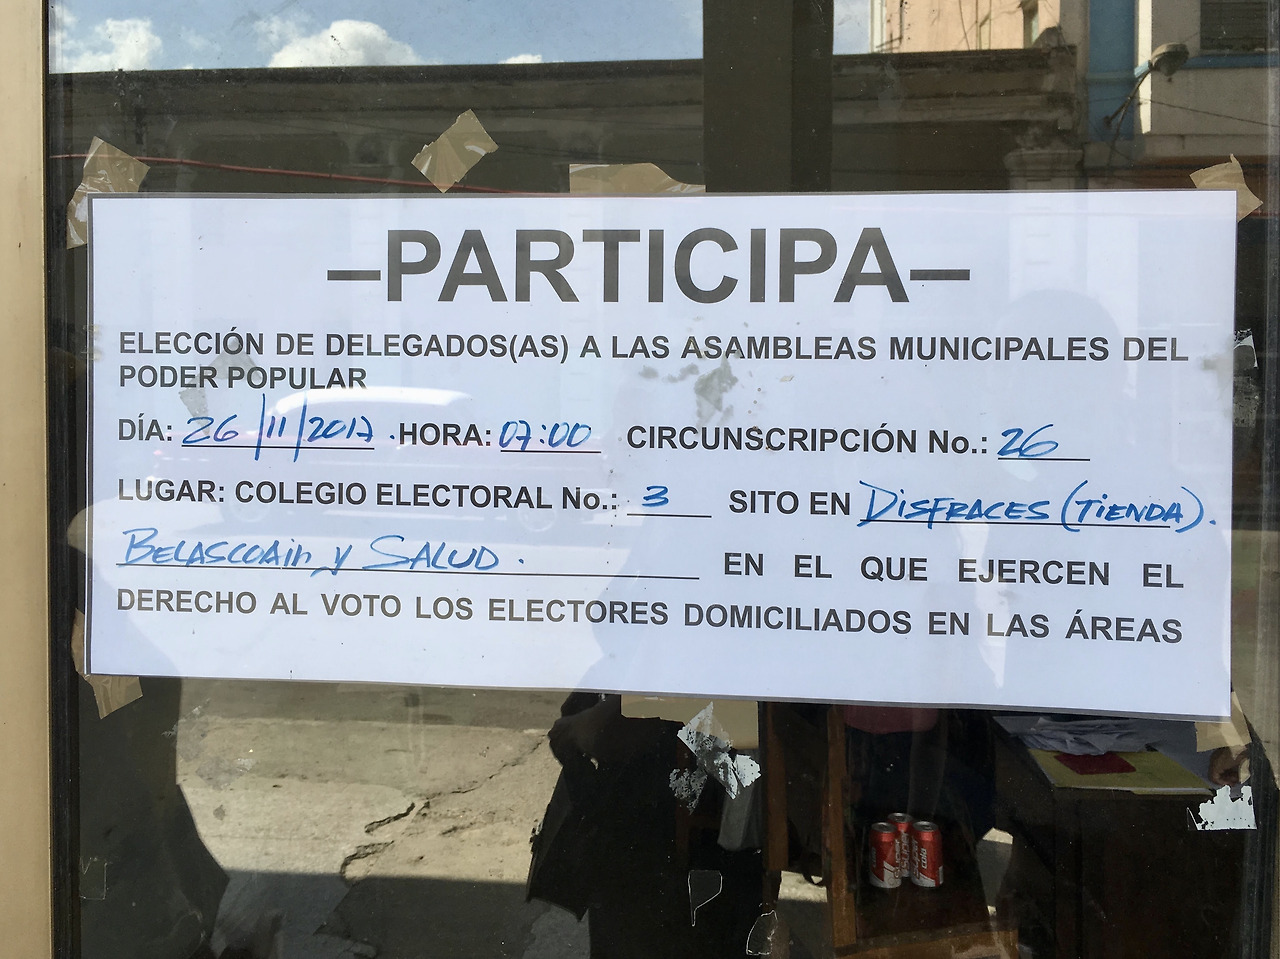 –PARTICIPA–
ELECCIÓN DE DELEGADOS(AS) A LAS ASAMBLEAS MUNICIPALES DEL
PODER POPULAR
DÍA: 26/11/2017. HORA: 07:00 CIRCUNSCRIPCIÓN No.: 26
LUGAR: COLEGIO ELECTORAL No.: 3 SITO EN DISFRACES (TIENDA).
BELASCOAIN y SALUD. EN EL QUE EJERCEN EL
DERECHO AL VOTO LOS ELECTORES DOMICILIADOS EN LAS ÁREAS
cola